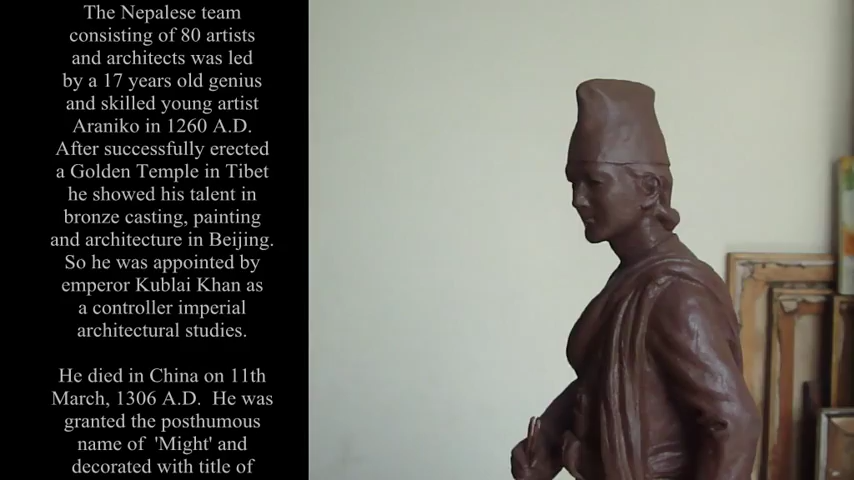 The Nepalese team
consisting of 80 artists
and architects was led
by a 17 years old genius
and skilled young artist
Araniko in 1260 A.D.
After successfully erected
a Golden Temple in Tibet
he showed his talent in
bronze casting, painting
and architecture in Beijing.
So he was appointed by
emperor Kublai Khan as
a controller imperial
architectural studies.
He died in China on 11th
March, 1306 A.D. He was
granted the posthumous
name of 'Might' and
decorated with title of